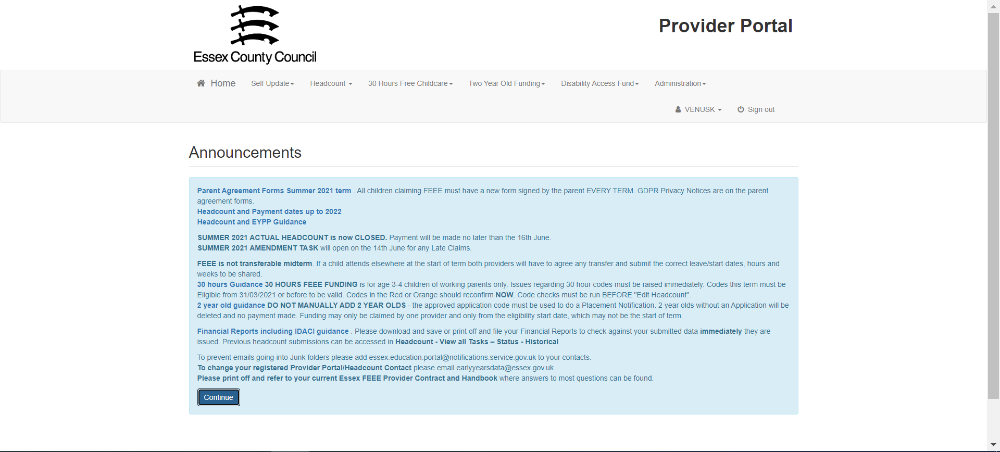 Essex County Council
Provider Portal
Home Self Update Headcount 30 Hours Free Childcare Two Year Old Funding Disability Access Fund Administration
VENUSK Sign out
Announcements
Parent Agreement Forms Summer 2021 term . All children claiming FEEE must have a new form signed by the parent EVERY TERM. GDPR Privacy Notices are on the parent
agreement forms.
Headcount and Payment dates up to 2022
Headcount and EYPP Guidance
SUMMER 2021 ACTUAL HEADCOUNT is now CLOSED. Payment will be made no later than the 16th June.
SUMMER 2021 AMENDMENT TASK will open on the 14th June for any Late Claims.
FEEE is not transferable midterm. If a child attends elsewhere at the start of term both providers will have to agree any transfer and submit the correct leave/start dates, hours and
weeks to be shared.
30 hours Guidance 30 HOURS FEEE FUNDING is for age 3-4 children of working parents only. Issues regarding 30 hour codes must be raised immediately. Codes this term must be
Eligible from 31/03/2021 or before to be valid. Codes in the Red or Orange should reconfirm NOW. Code checks must be run BEFORE "Edit Headcount".
2 year old guidance DO NOT MANUALLY ADD 2 YEAR OLDS - the approved application code must be used to do a Placement Notification. 2 year olds without an Application will be
deleted and no payment made. Funding may only be claimed by one provider and only from the eligibility start date, which may not be the start of term.
Financial Reports including IDACI guidance . Please download and save or print off and file your Financial Reports to check against your submitted data immediately they are
issued. Previous headcount submissions can be accessed in Headcount - View all Tasks – Status - Historical
To prevent emails going into Junk folders please add essex.education.portal@notifications.service.gov.uk to your contacts.
To change your registered Provider Portal/Headcount Contact please email earlyyearsdata@essex.gov.uk
Please print off and refer to your current Essex FEEE Provider Contract and Handbook where answers to most questions can be found.
Continue